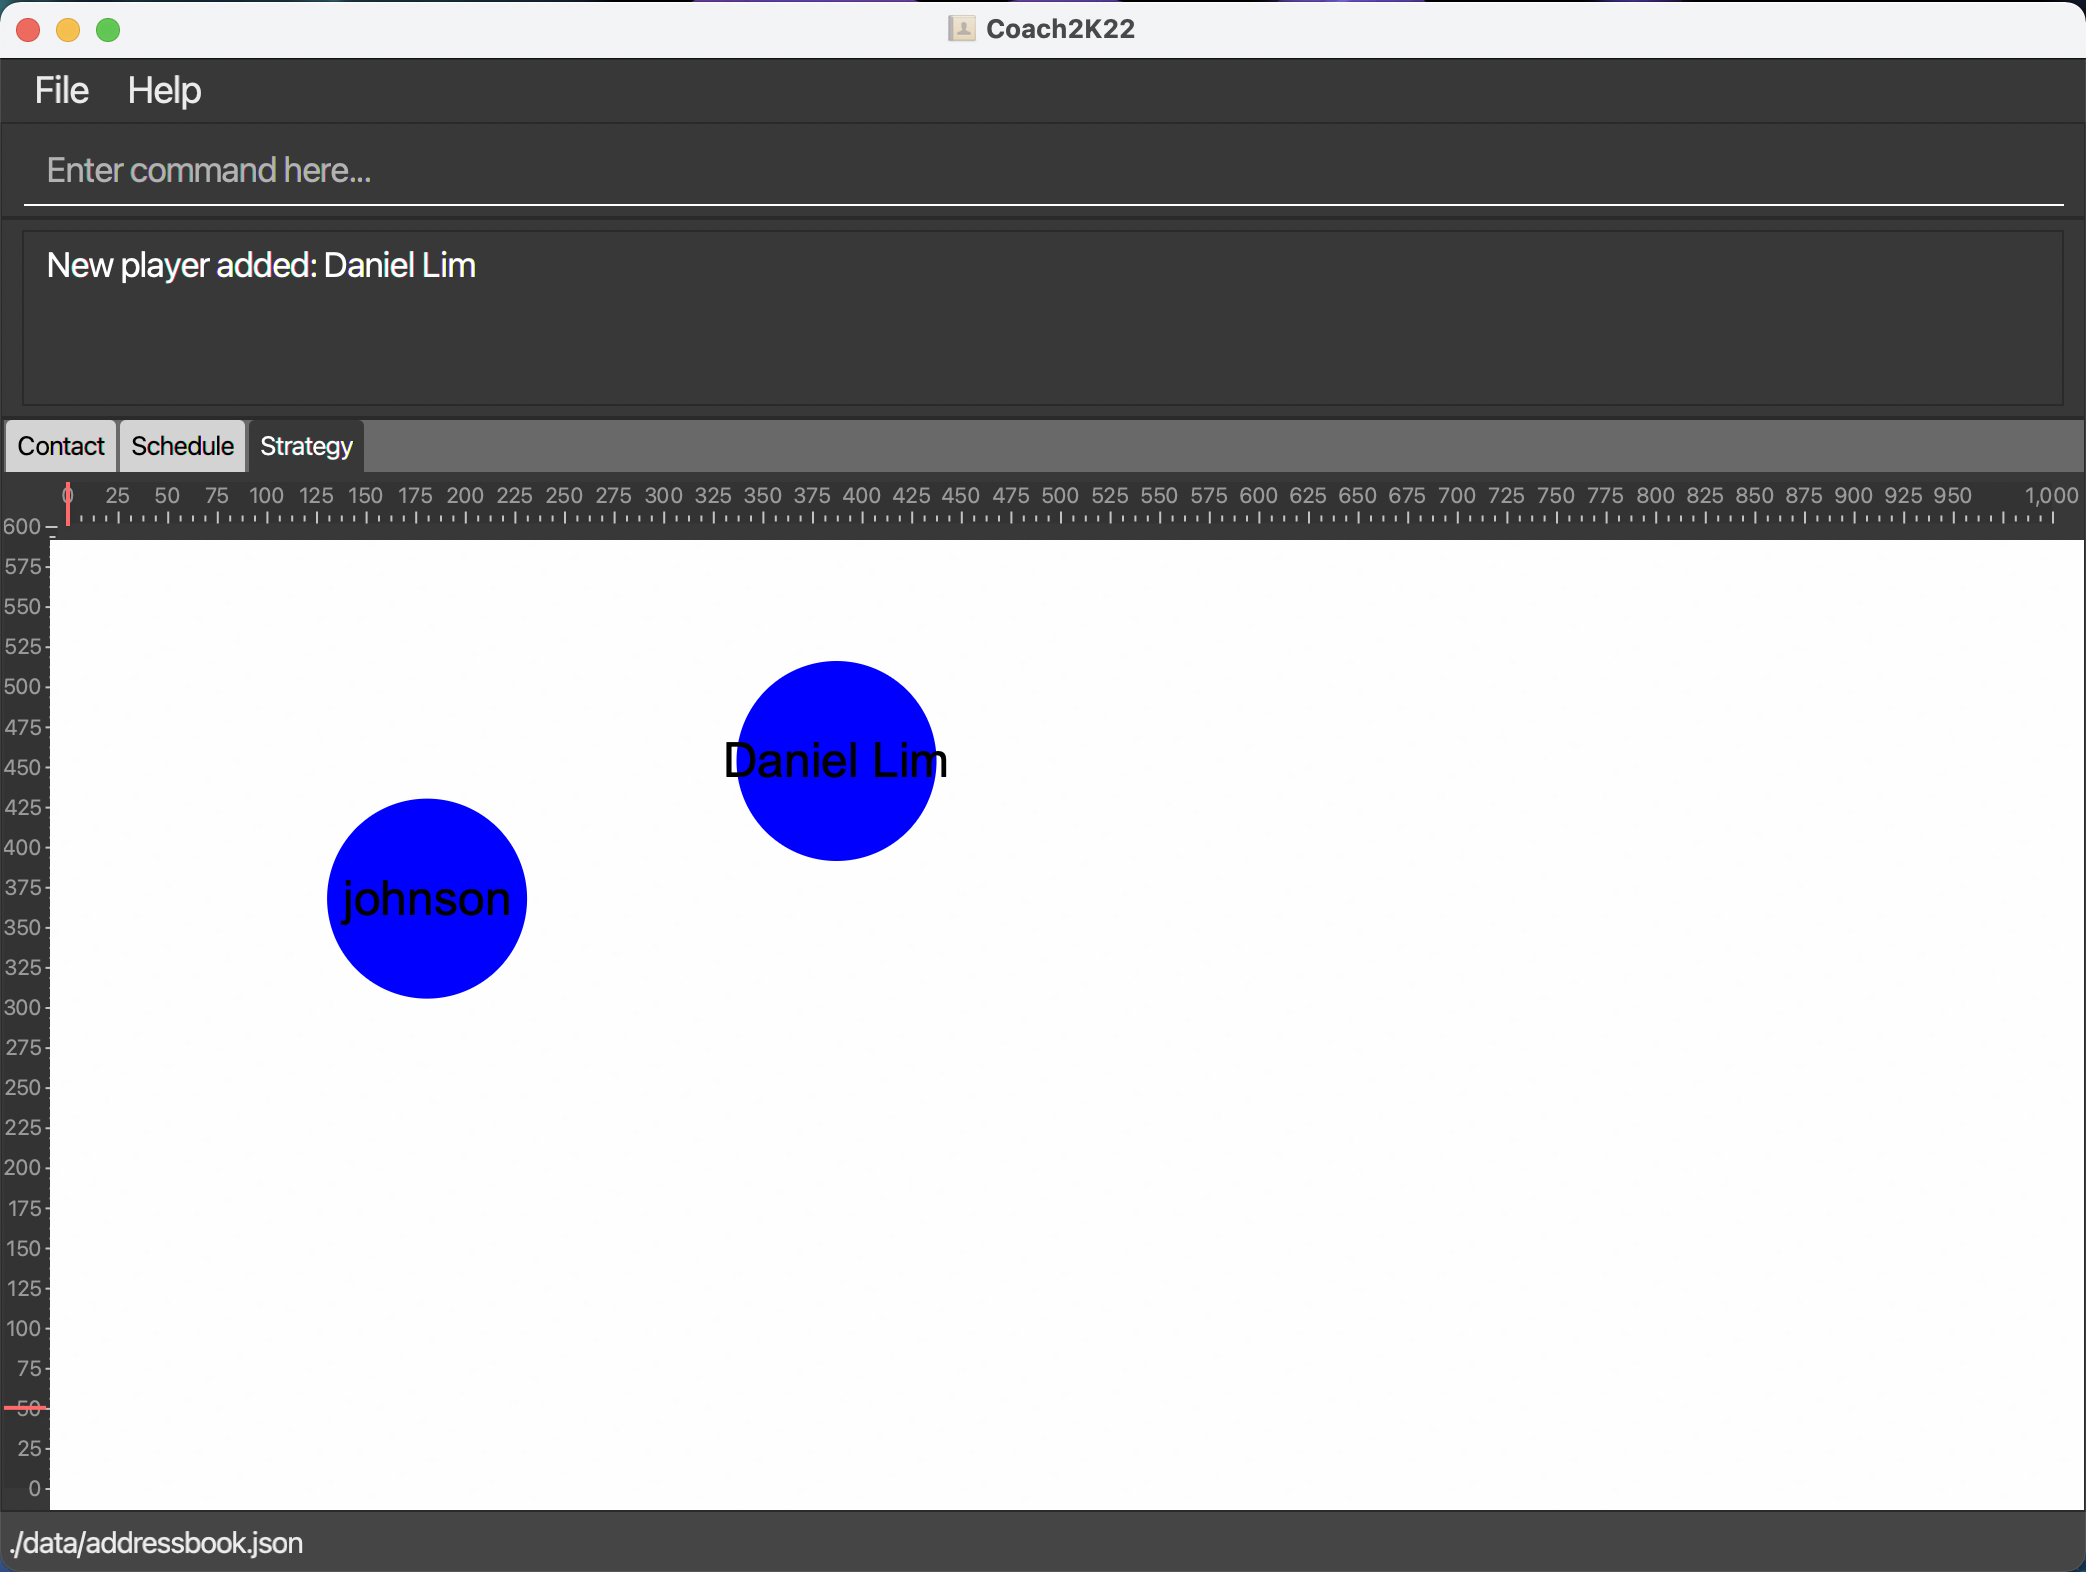 Coach2K22
File Help
Enter command here...
New player added: Daniel Lim
Contact Schedule Strategy
0 25 50 75 100 125 150 175 200 225 250 275 300 325 350 375 400 425 450 475 500 525 550 575 600 625 650 675 700 725 750 775 800 825 850 875 900 925 950 1,000
600
575
550
525
500
475
450
Daniel Lim
425
400
375
johnson
350
325
300
275
250
225
200
175
150
125
100
75
50
25
0
./data/addressbook.json